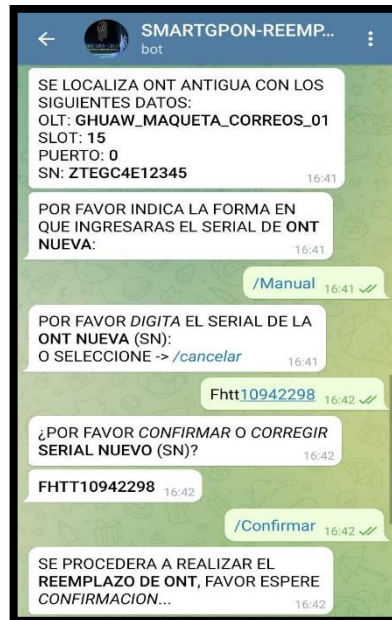 SMARTGPON-REEMP...
bot
SE LOCALIZA ONT ANTIGUA CON LOS
SIGUIENTES DATOS:
OLT: GHUAW_MAQUETA_CORREOS_01
SLOT: 15
PUERTO: 0
SN: ZTEGC4E12345
16:41
POR FAVOR INDICA LA FORMA EN
QUE INGRESARAS EL SERIAL DE ONT
NUEVA:
16:41
/Manual 16:41
POR FAVOR DIGITA EL SERIAL DE LA
ONT NUEVA (SN):
O SELECCIONE -> /cancelar
16:41
Fhtt10942298 16:42
¿POR FAVOR CONFIRMAR O CORREGIR
SERIAL NUEVO (SN)?
16:42
FHTT10942298 16:42
/Confirmar 16:42
SE PROCEDERA A REALIZAR EL
REEMPLAZO DE ONT, FAVOR ESPERE
CONFIRMACION...
16:42